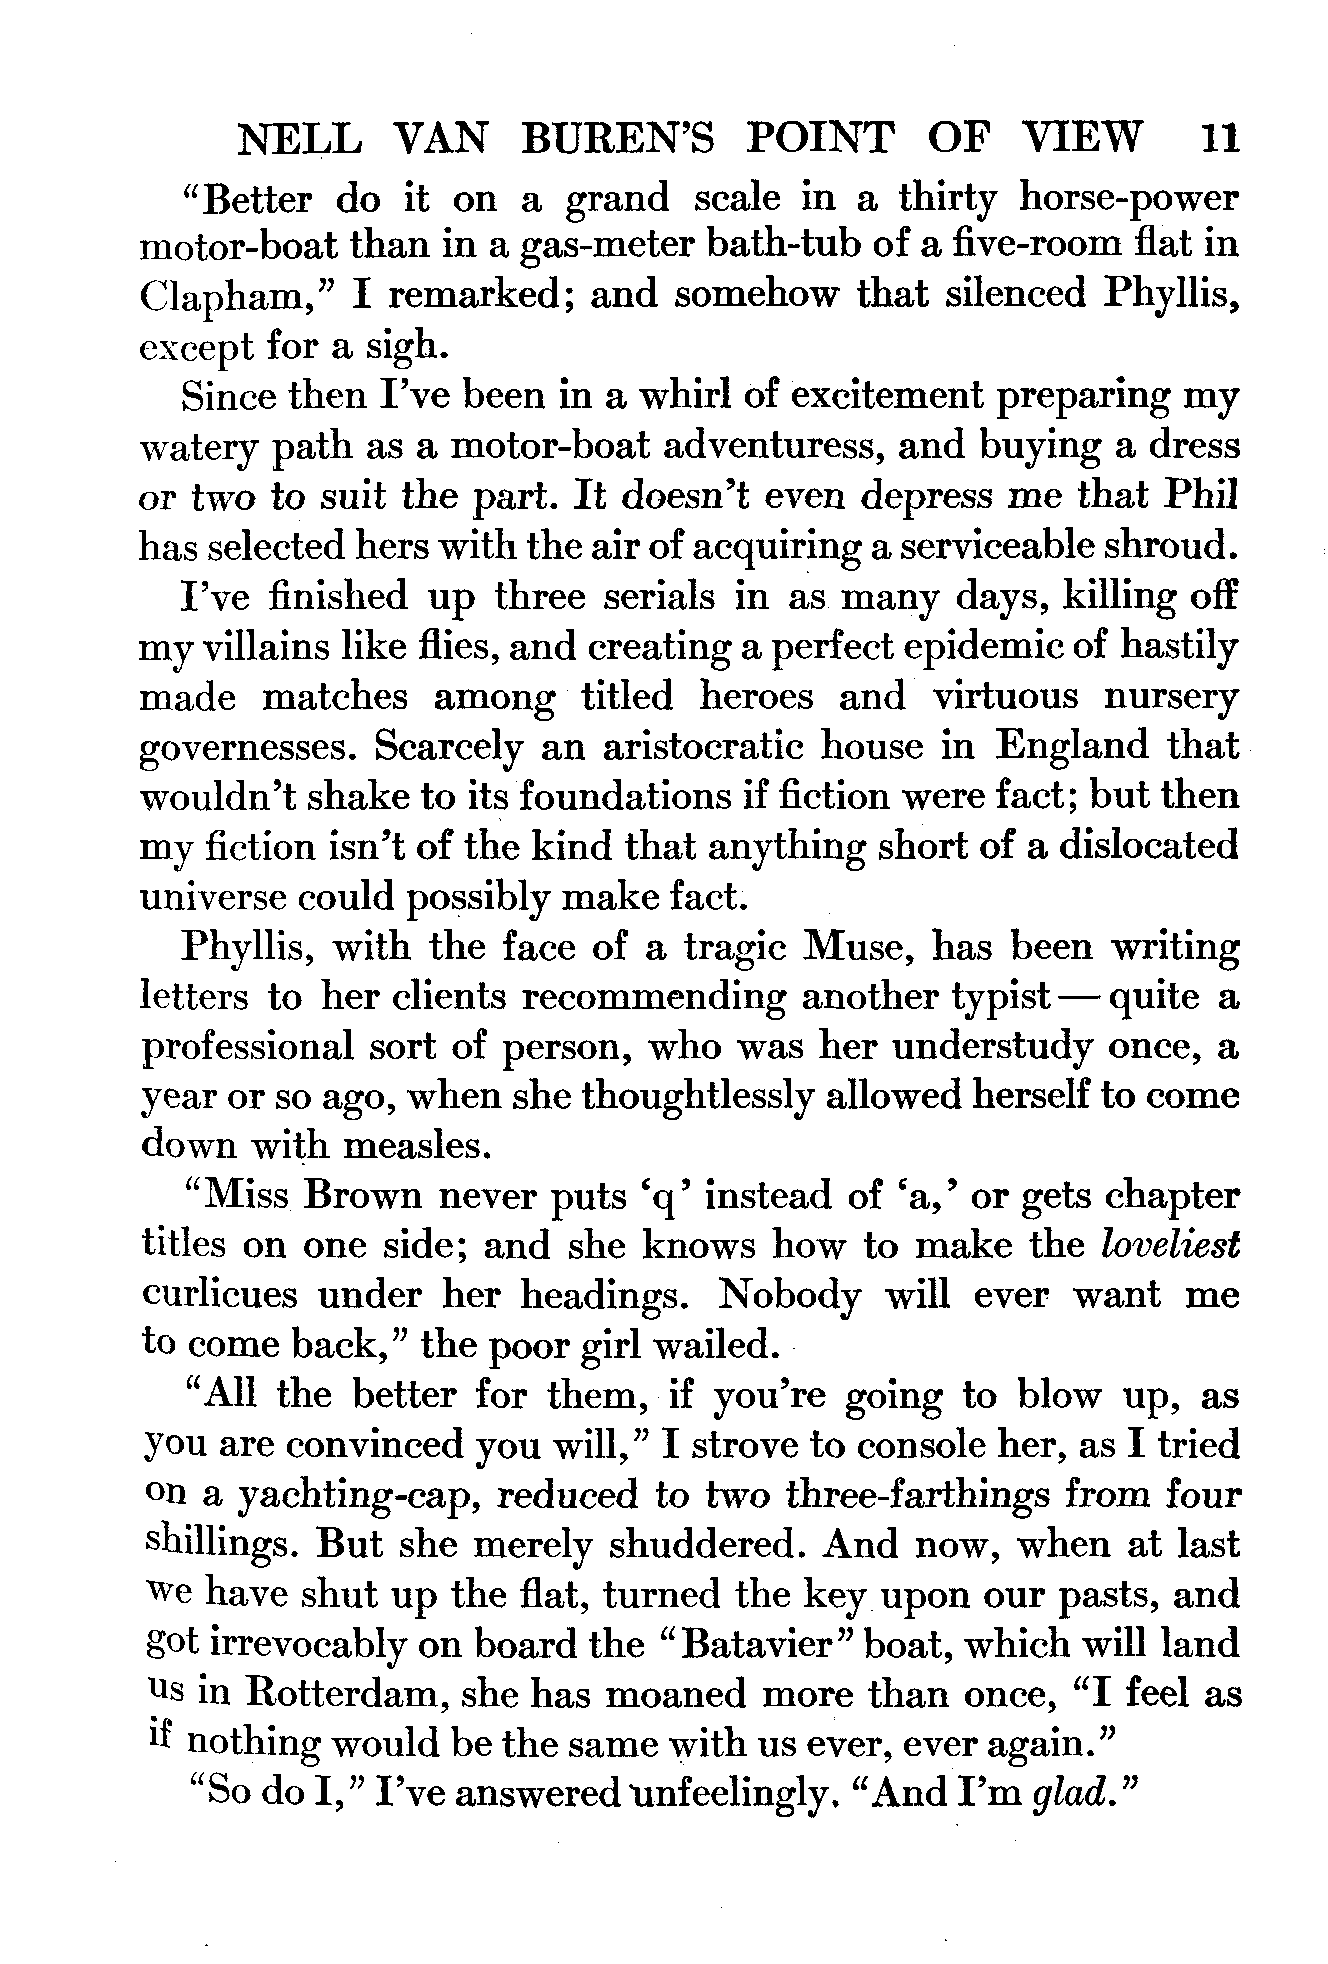 NELL VAN BUREN'S POINT OF VIEW 11
"Better do it on a grand scale in a thirty horse-power
motor-boat than in a gas-meter bath-tub of a five-room flat in
Clapham," I remarked; and somehow that silenced Phyllis,
except for a sigh.
Since then I've been in a whirl of excitement preparing my
watery path as a motor-boat adventuress, and buying a dress
or two to suit the part. It doesn't even depress me that Phil
has selected hers with the air of acquiring a serviceable shroud.
I've finished up three serials in as many days, killing off
my villains like flies, and creating a perfect epidemic of hastily
made matches among titled heroes and virtuous nursery
governesses. Scarcely an aristocratic house in England that
wouldn't shake to its foundations if fiction were fact; but then
my fiction isn't of the kind that anything short of a dislocated
universe could possibly make fact.
Phyllis, with the face of a tragic Muse, has been writing
letters to her clients recommending another typist — quite a
professional sort of person, who was her understudy once, a
year or so ago, when she thoughtlessly allowed herself to come
down with measles.
"Miss Brown never puts 'q' instead of 'a,' or gets chapter
titles on one side; and she knows how to make the loveliest
curlicues under her headings. Nobody will ever want me
to come back," the poor girl wailed.
"All the better for them, if you're going to blow up, as
you are convinced you will," I strove to console her, as I tried
on a yachting-cap, reduced to two three-farthings from four
shillings. But she merely shuddered. And now, when at last
we have shut up the flat, turned the key upon our pasts, and
got irrevocably on board the "Batavier" boat, which will land
us in Rotterdam, she has moaned more than once, "I feel as
if nothing would be the same with us ever, ever again."
"So do I," I've answered unfeelingly. "And I'm glad."